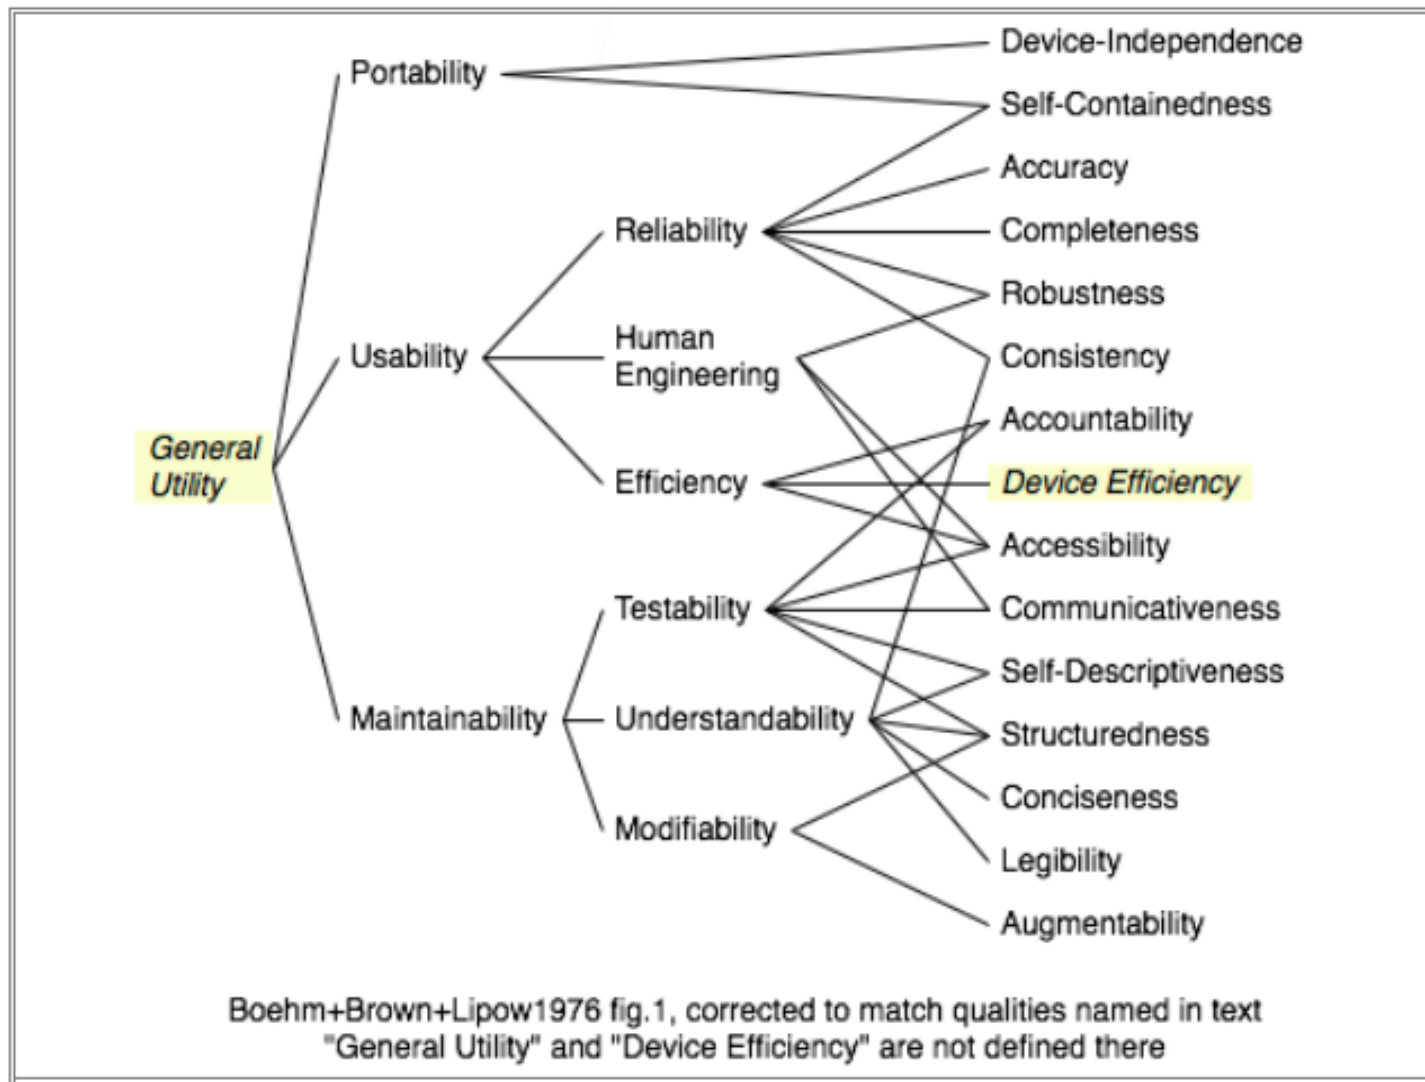 Device-Independence
Portability
Self-Containedness
Accuracy
Reliability
Completeness
Robustness
Human
Engineering
Usability
Consistency
Accountability
General
Utility
Efficiency
Device Efficiency
Accessibility
Testability
Communicativeness
Self-Descriptiveness
Maintainability
Understandability
Structuredness
Conciseness
Modifiability
Legibility
Augmentability
Boehm+Brown+Lipow1976 fig.1, corrected to match qualities named in text
"General Utility" and "Device Efficiency" are not defined there